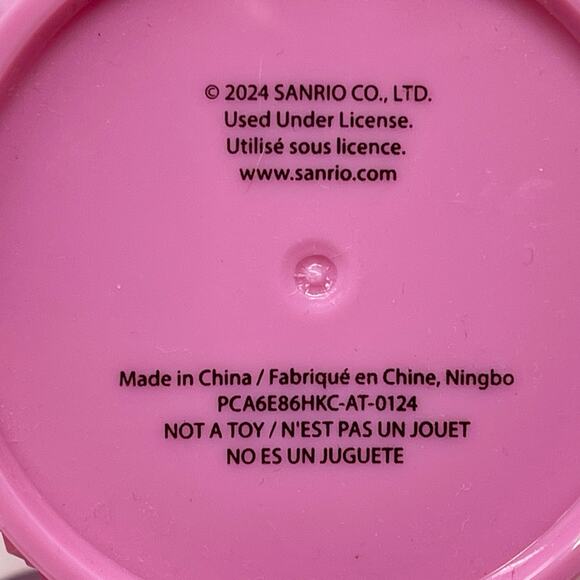 © 2024 SANRIO CO., LTD.
Used Under License.
Utilisé sous licence.
www.sanrio.com
Made in China / Fabriqué en Chine, Ningbo
PCA6E86HKC-AT-0124
NOT A TOY / N'EST PAS UN JOUET
NO ES UN JUGUETE